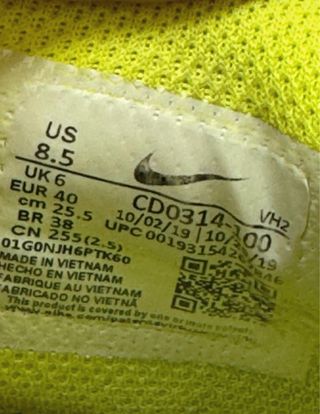 US
8.5
UK 6
EUR 40
cm 25.5
BR 38
CN 255(2.5)
CD0314-100 VH2
10/02/19 |
UPC
01G0NJH6PTK60
MADE IN VIETNAM
HECHO EN VIETNAM
FABRIQUE AU VIETNAM
FABRICADO NO VIETNÃ
This product is covered by one or more